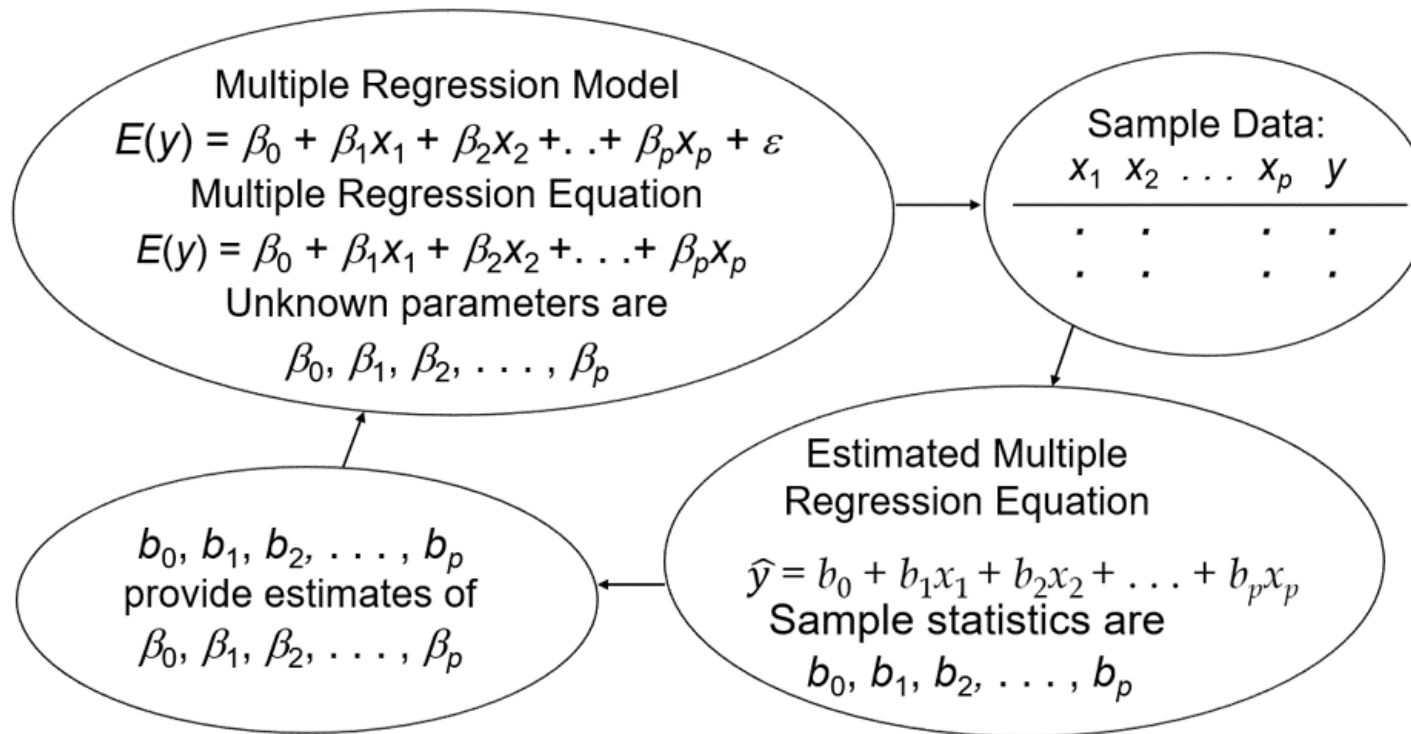 Multiple Regression Model
E(y) = β₀ + β₁x₁ + β₂x₂ +. .+ βₚxₚ + ε
Multiple Regression Equation
E(y) = β₀ + β₁x₁ + β₂x₂ +. . .+ βₚxₚ
Unknown parameters are
β₀, β₁, β₂, . . . , βₚ
Sample Data:
x₁ x₂ . . . xₚ y
. . . .
. . . .
Estimated Multiple
Regression Equation
ŷ = b₀ + b₁x₁ + b₂x₂ + . . . + bₚxₚ
Sample statistics are
b₀, b₁, b₂, . . . , bₚ
b₀, b₁, b₂, . . . , bₚ
provide estimates of
β₀, β₁, β₂, . . . , βₚ